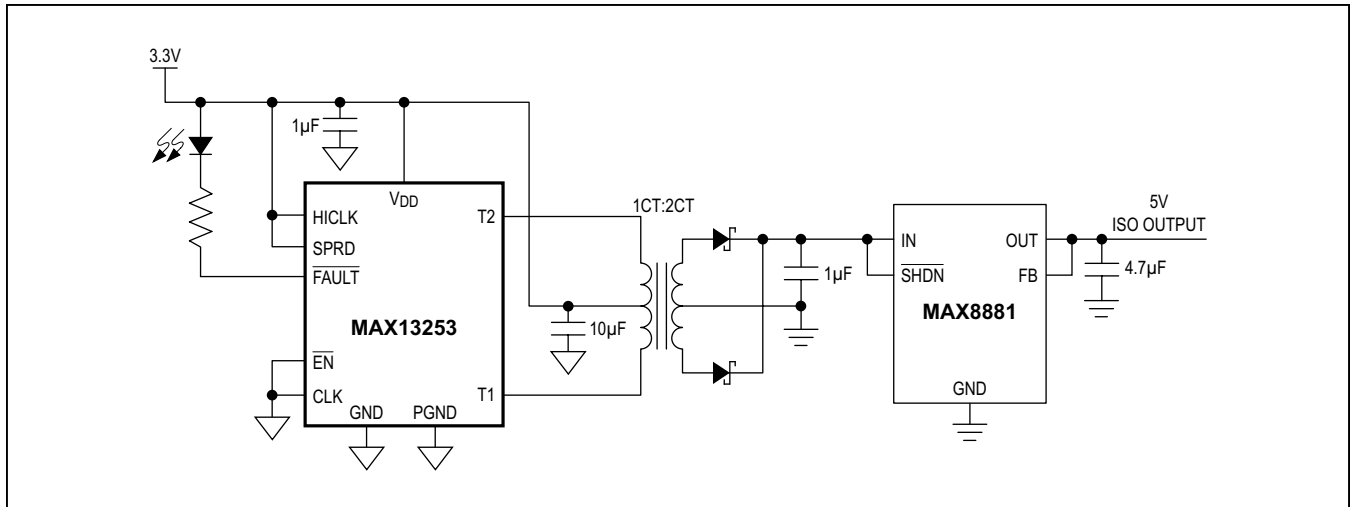 3.3V
1µF
VDD
HICLK
SPRD
FAULT
EN
CLK
GND
PGND
T2
T1
MAX13253
1CT:2CT
10µF
1µF
IN
SHDN
OUT
FB
MAX8881
GND
5V
ISO OUTPUT
4.7µF